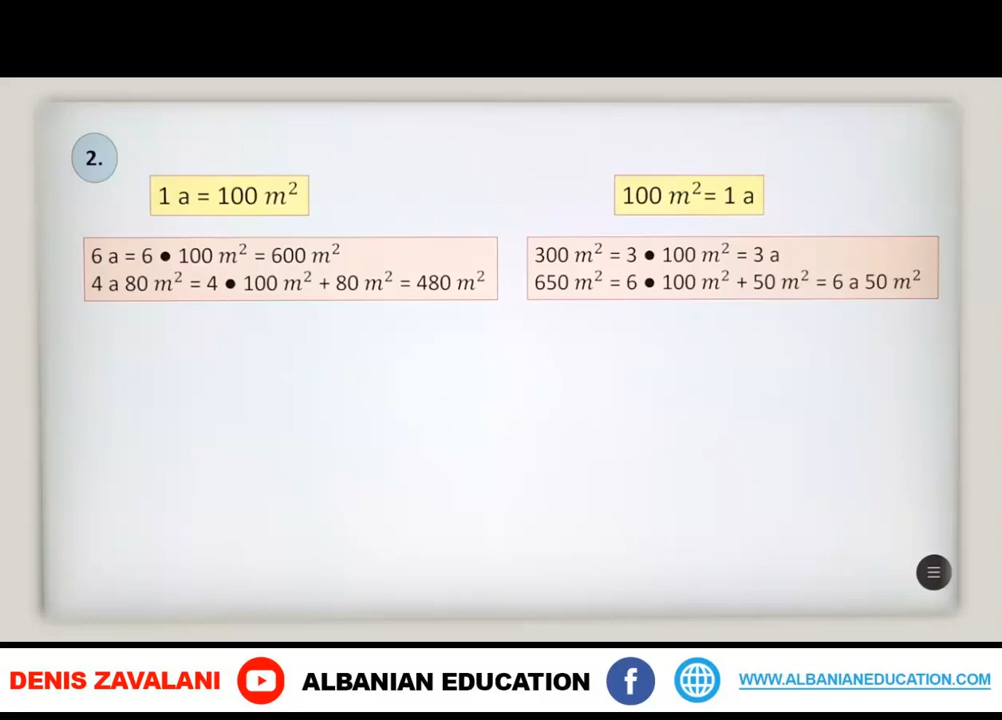 2.
1 a = 100 m²
100 m²= 1 a
6 a = 6 ● 100 m² = 600 m²
4 a 80 m² = 4 ● 100 m² + 80 m² = 480 m²
300 m² = 3 ● 100 m² = 3 a
650 m² = 6 ● 100 m² + 50 m² = 6 a 50 m²
DENIS ZAVALANI ALBANIAN EDUCATION f WWW.ALBANIANEDUCATION.COM